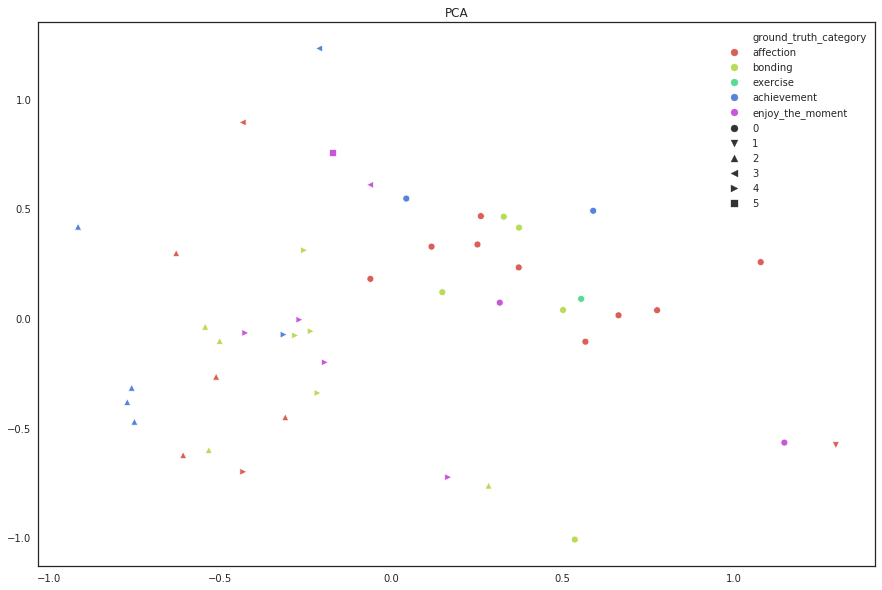 PCA
ground_truth_category
affection
bonding
exercise
achievement
enjoy_the_moment
0
1
2
3
4
5
1.0
0.5
0.0
−0.5
−1.0
−1.0
−0.5
0.0
0.5
1.0